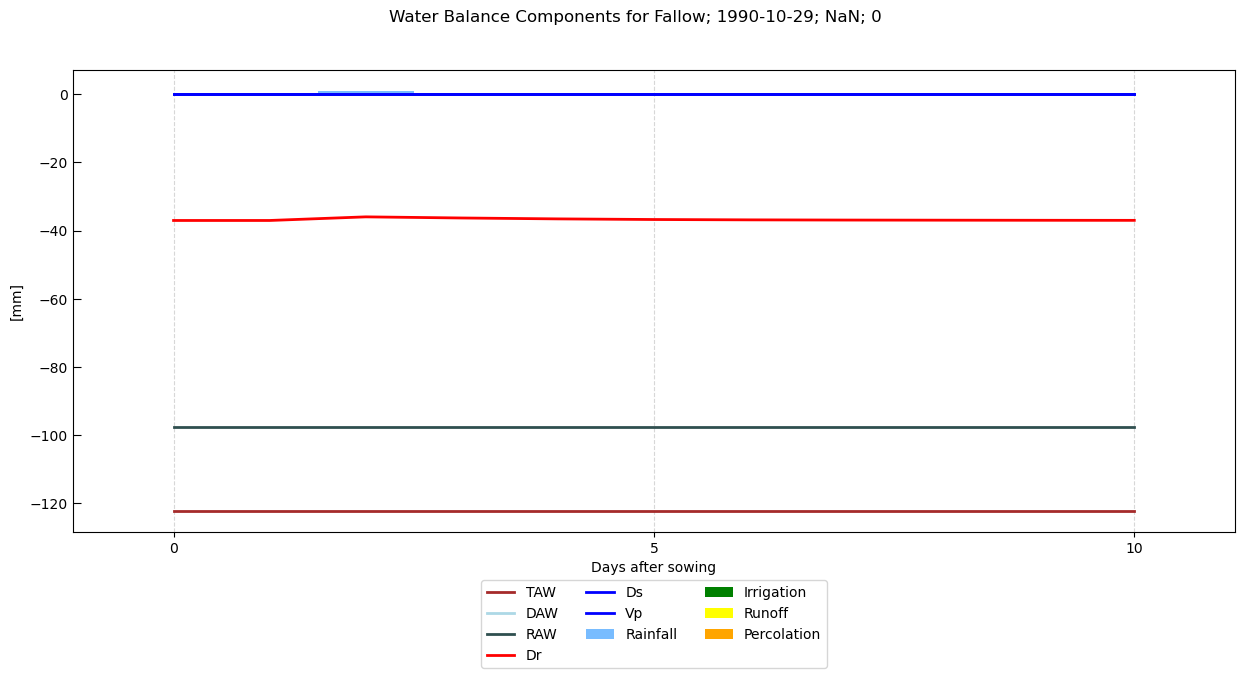 Water Balance Components for Fallow; 1990-10-29; NaN; 0
0
−20
−40
−60
−80
−100
−120
[mm]
0 5 10
Days after sowing
TAW Ds Irrigation
DAW Vp Runoff
RAW Rainfall Percolation
Dr